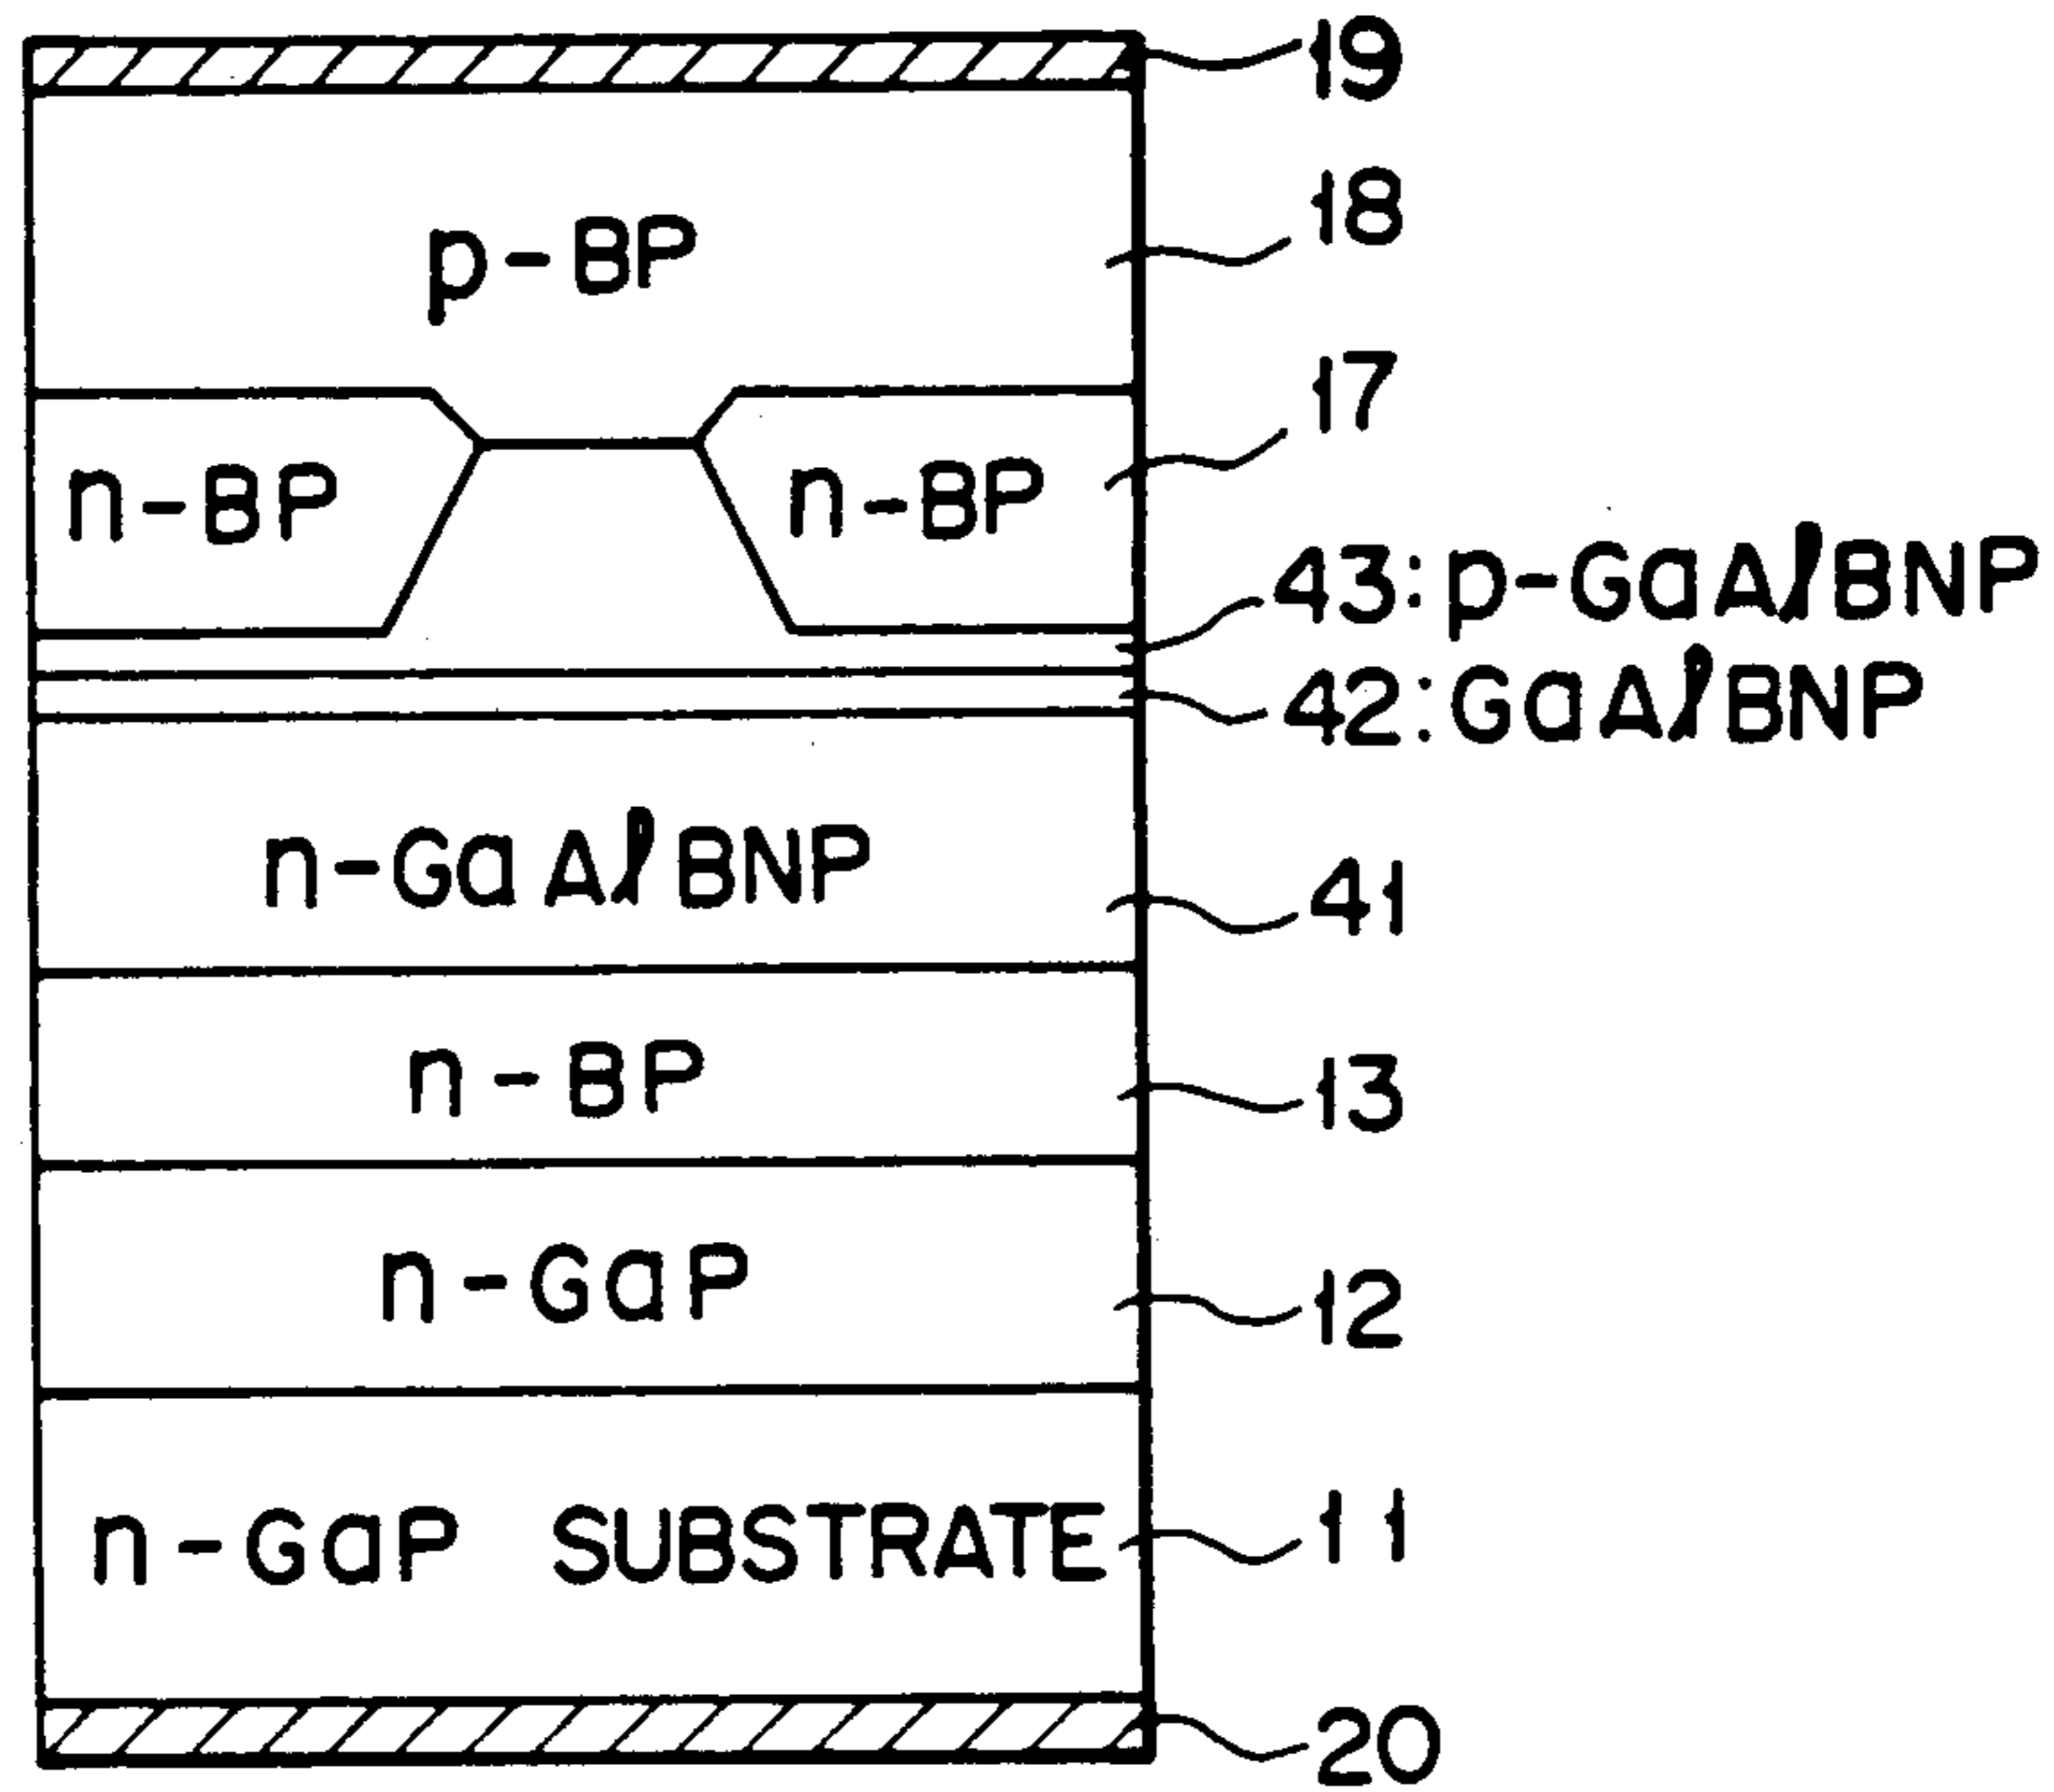 19
p-BP
18
17
n-BP
n-BP
43:p-GaAlBNP
42:GaAlBNP
n-GaAlBNP
41
n-BP
13
n-GaP
12
n-GaP SUBSTRATE
11
20